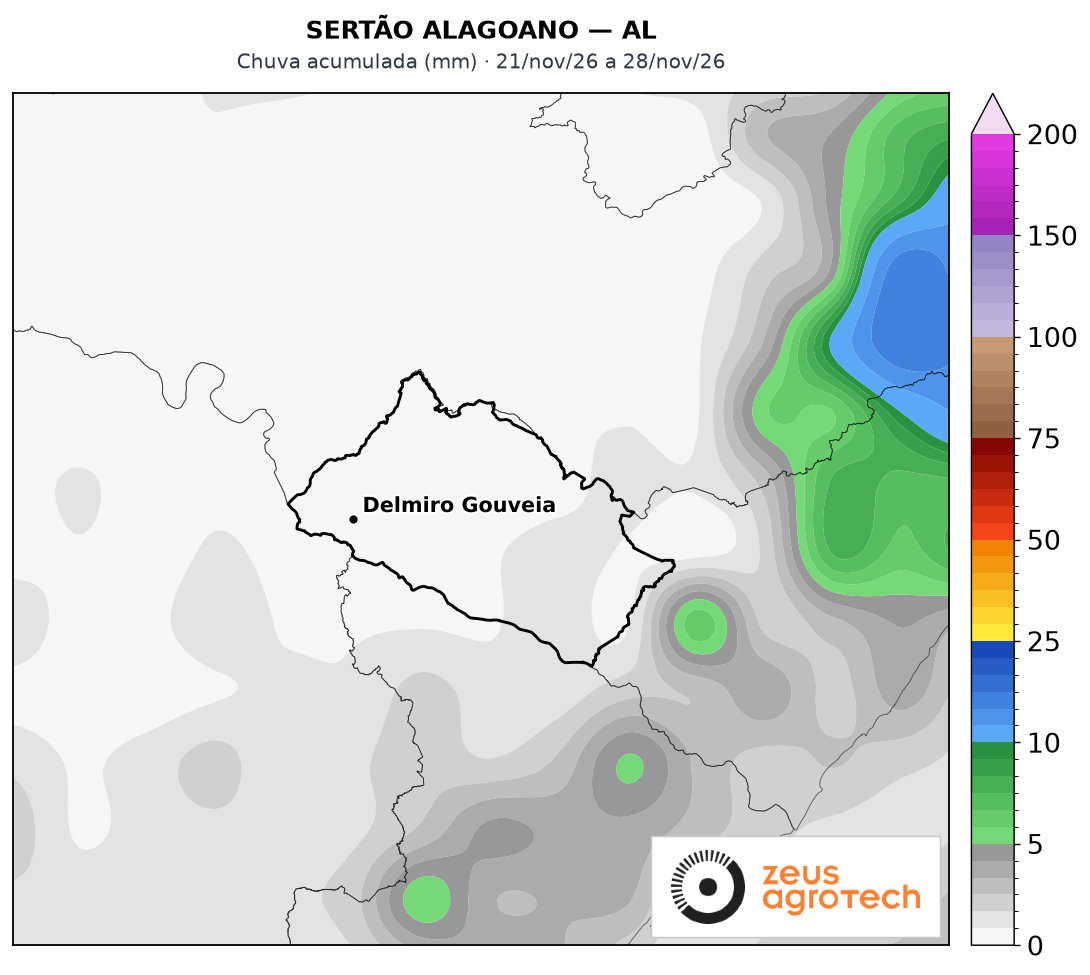 SERTÃO ALAGOANO — AL
Chuva acumulada (mm) · 21/nov/26 a 28/nov/26
200
150
100
75
50
25
10
5
0
Delmiro Gouveia
zeus
agrotech